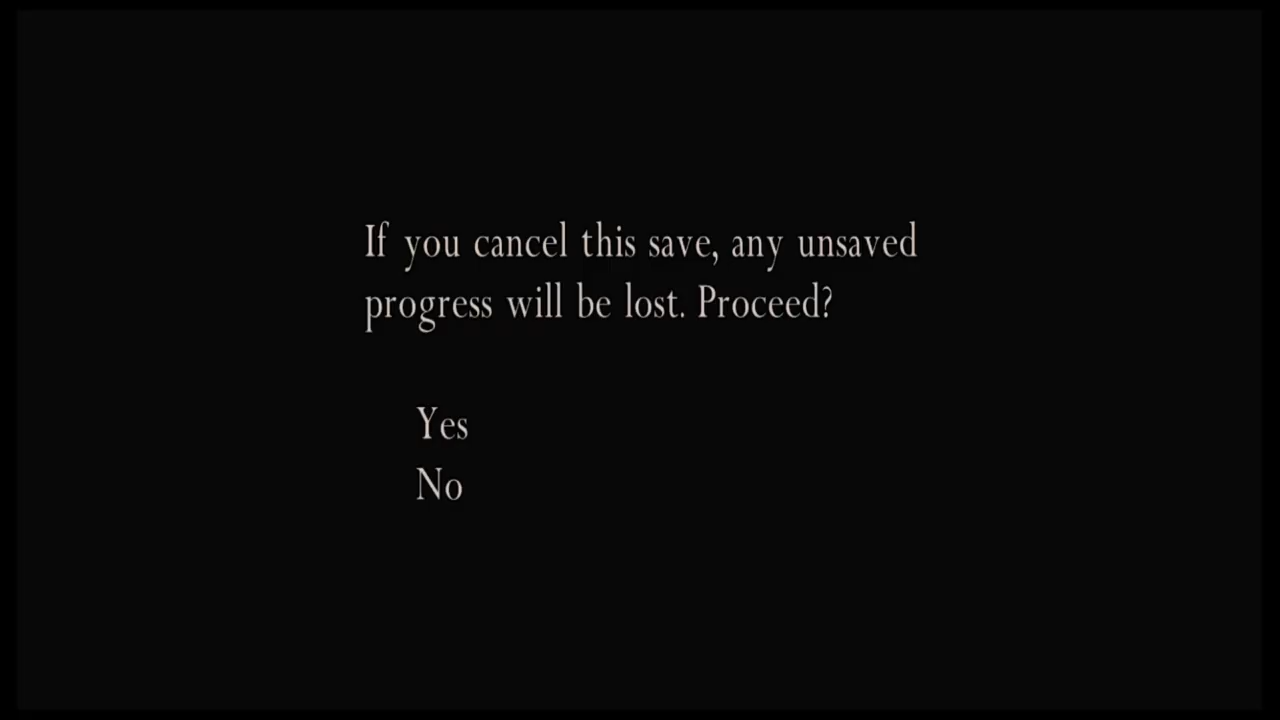 If you cancel this save, any unsaved
progress will be lost. Proceed?
Yes
No